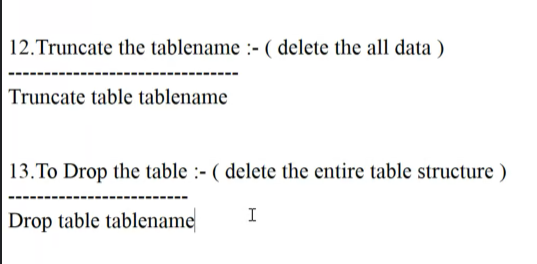 12.Truncate the tablename :- ( delete the all data )
---------------------------------
Truncate table tablename
13.To Drop the table :- ( delete the entire table structure )
--------------------------
Drop table tablename